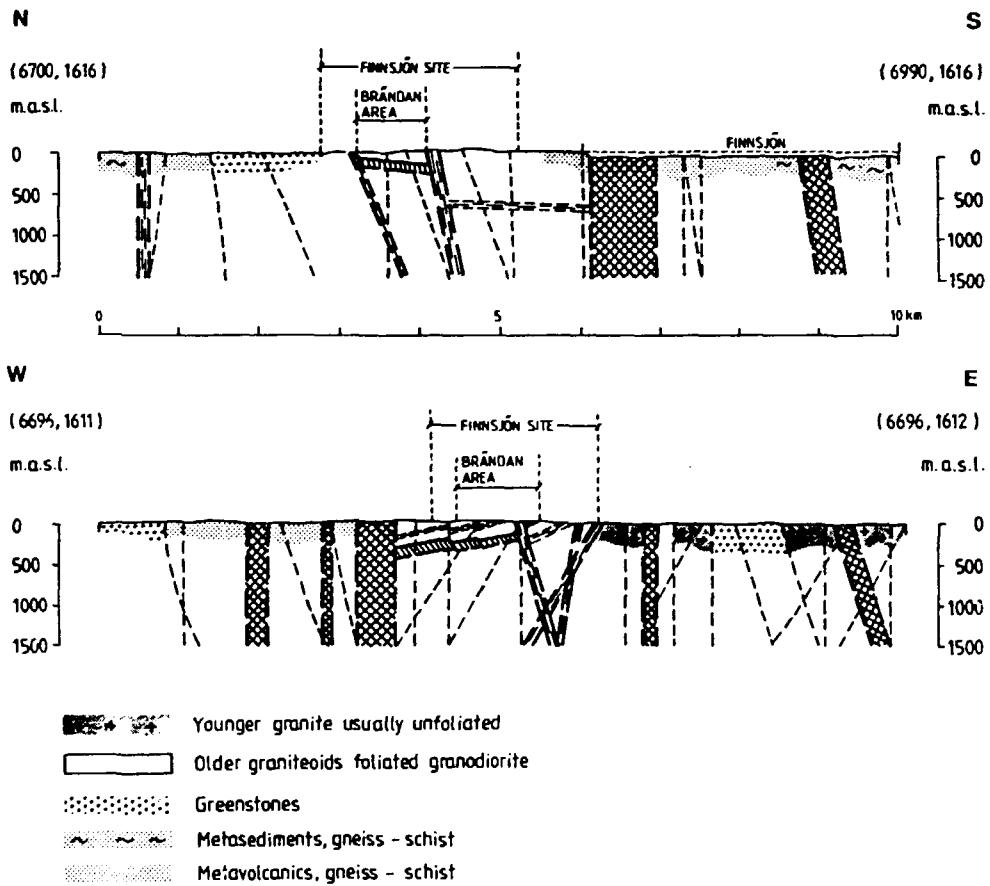 N
S
(6700, 1616)
FINNSJÖN SITE
(6990, 1616)
m.a.s.l.
BRÄNDAN
AREA
m.a.s.l.
FINNSJÖN
0
0
500
500
1000
1000
1500
1500
0
5
10 km
W
E
(6696, 1611)
FINNSJÖN SITE
(6696, 1612)
m.a.s.l.
BRÄNDAN
AREA
m.a.s.l.
0
0
500
500
1000
1000
1500
1500
Younger granite usually unfoliated
Older graniteoids foliated granodiorite
Greenstones
Metasediments, gneiss - schist
Metavolcanics, gneiss - schist